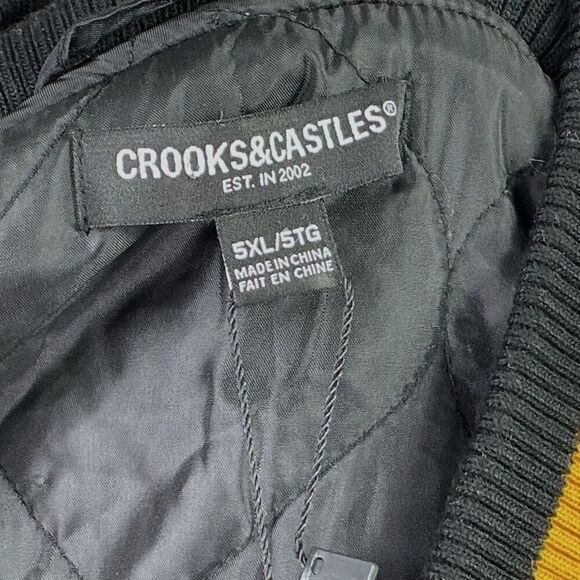 CROOKS&CASTLES®
EST. IN 2002
5XL/5TG
MADE IN CHINA
FAIT EN CHINE